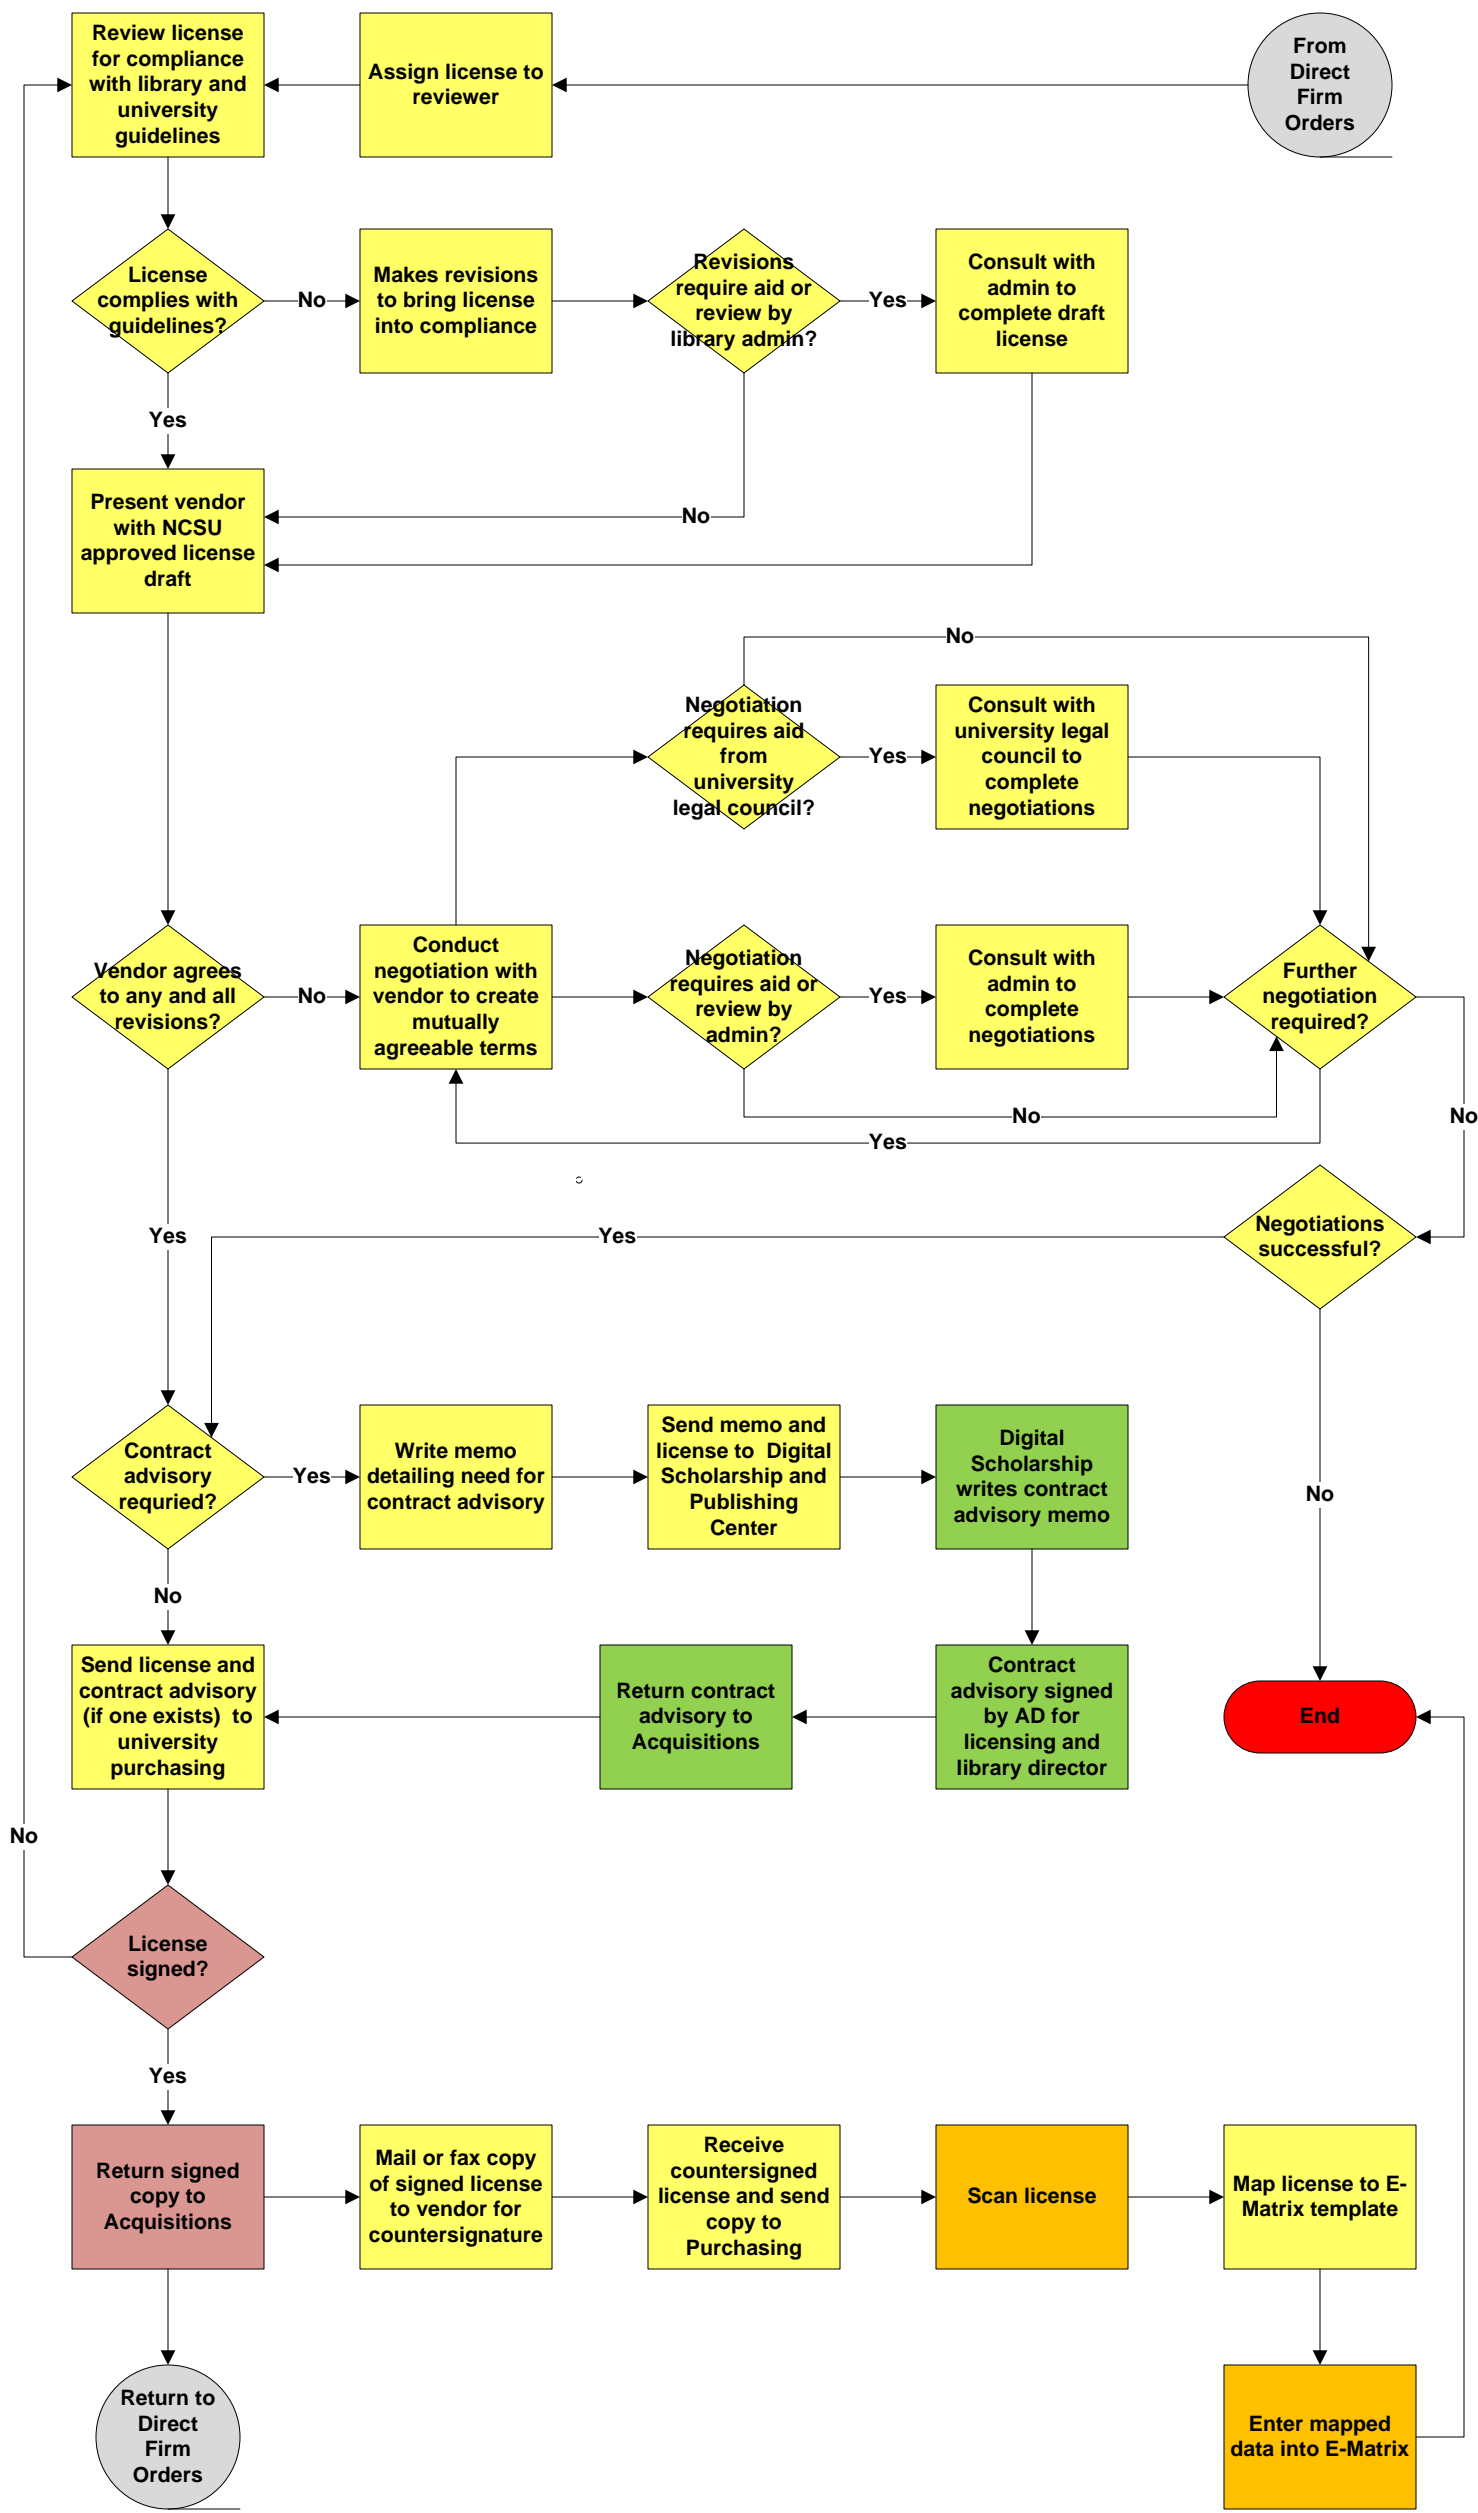 Review license
for compliance
with library and
university
guidelines
Assign license to
reviewer
From
Direct
Firm
Orders
License
complies with
guidelines?
No
Makes revisions
to bring license
into compliance
Revisions
require aid or
review by
library admin?
Yes
Consult with
admin to
complete draft
license
Yes
Present vendor
with NCSU
approved license
draft
No
No
Negotiation
requires aid
from
university
legal council?
Yes
Consult with
university legal
council to
complete
negotiations
Vendor agrees
to any and all
revisions?
No
Conduct
negotiation with
vendor to create
mutually
agreeable terms
Negotiation
requires aid or
review by
admin?
Yes
Consult with
admin to
complete
negotiations
Further
negotiation
required?
No
No
Yes
Yes
Yes
Negotiations
successful?
Contract
advisory
requried?
Yes
Write memo
detailing need for
contract advisory
Send memo and
license to Digital
Scholarship and
Publishing
Center
Digital
Scholarship
writes contract
advisory memo
No
No
Send license and
contract advisory
(if one exists) to
university
purchasing
Return contract
advisory to
Acquisitions
Contract
advisory signed
by AD for
licensing and
library director
End
No
License
signed?
Yes
Return signed
copy to
Acquisitions
Mail or fax copy
of signed license
to vendor for
countersignature
Receive
countersigned
license and send
copy to
Purchasing
Scan license
Map license to E-
Matrix template
Return to
Direct
Firm
Orders
Enter mapped
data into E-Matrix